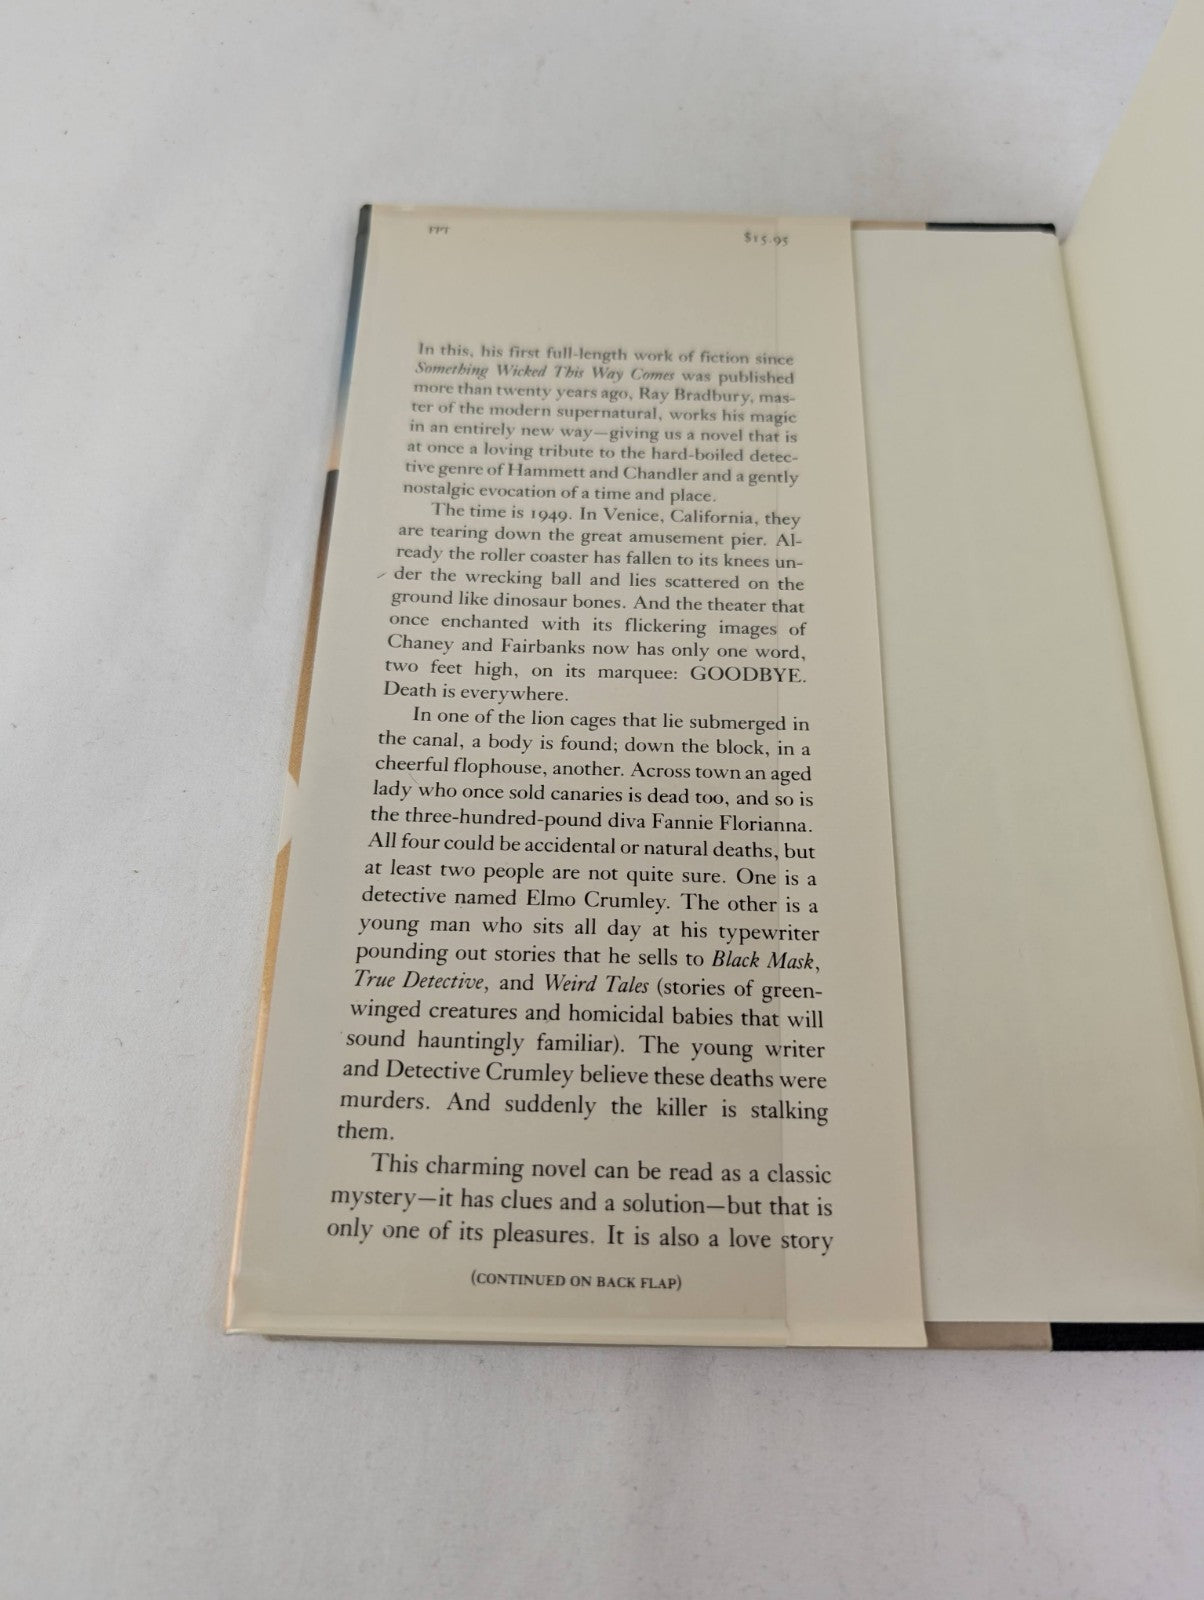 FPT
$15.95
In this, his first full-length work of fiction since
Something Wicked This Way Comes was published
more than twenty years ago, Ray Bradbury, mas-
ter of the modern supernatural, works his magic
in an entirely new way—giving us a novel that is
at once a loving tribute to the hard-boiled detec-
tive genre of Hammett and Chandler and a gently
nostalgic evocation of a time and place.
The time is 1949. In Venice, California, they
are tearing down the great amusement pier. Al-
ready the roller coaster has fallen to its knees un-
der the wrecking ball and lies scattered on the
ground like dinosaur bones. And the theater that
once enchanted with its flickering images of
Chaney and Fairbanks now has only one word,
two feet high, on its marquee: GOODBYE.
Death is everywhere.
In one of the lion cages that lie submerged in
the canal, a body is found; down the block, in a
cheerful flophouse, another. Across town an aged
lady who once sold canaries is dead too, and so is
the three-hundred-pound diva Fannie Florianna.
All four could be accidental or natural deaths, but
at least two people are not quite sure. One is a
detective named Elmo Crumley. The other is a
young man who sits all day at his typewriter
pounding out stories that he sells to Black Mask,
True Detective, and Weird Tales (stories of green-
winged creatures and homicidal babies that will
sound hauntingly familiar). The young writer
and Detective Crumley believe these deaths were
murders. And suddenly the killer is stalking
them.
This charming novel can be read as a classic
mystery—it has clues and a solution—but that is
only one of its pleasures. It is also a love story
(CONTINUED ON BACK FLAP)